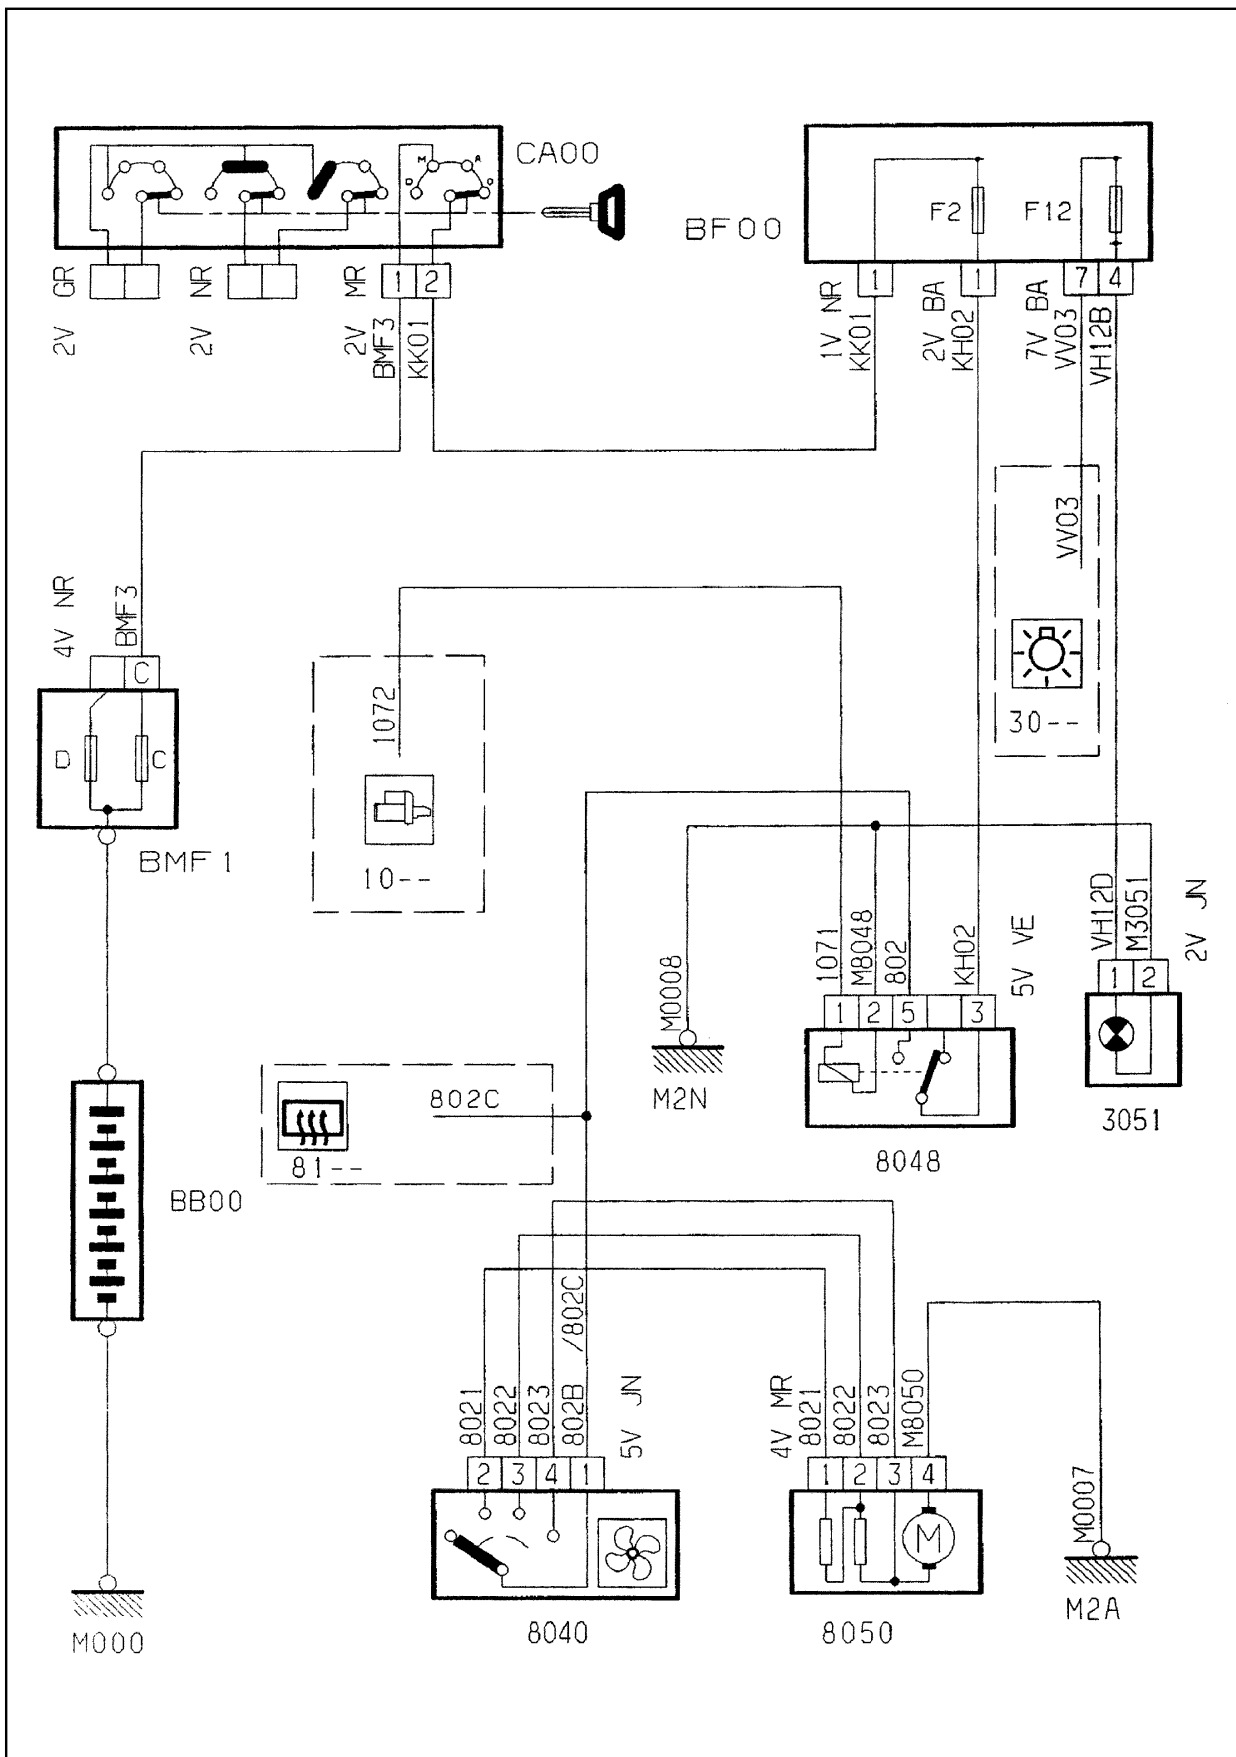 CA00
M
A
D
D
BF00
F2
F12
2V GR
2V NR
2V MR
1
2
BMF3
KK01
1
1V NR
KK01
1
2V BA
KH02
7
4
7V BA
VV03
VH12B
VV03
30--
4V NR
BMF3
C
D
C
BMF1
1072
10--
1071
M8048
802
KH02
5V VE
1
2
5
3
8048
M0008
M2N
VH12D
M3051
2V JN
1
2
3051
802C
81--
BB00
M000
8021
8022
8023
802B /802C
5V JN
2
3
4
1
8040
4V MR
8021
8022
8023
M8050
1
2
3
4
M
8050
M0007
M2A